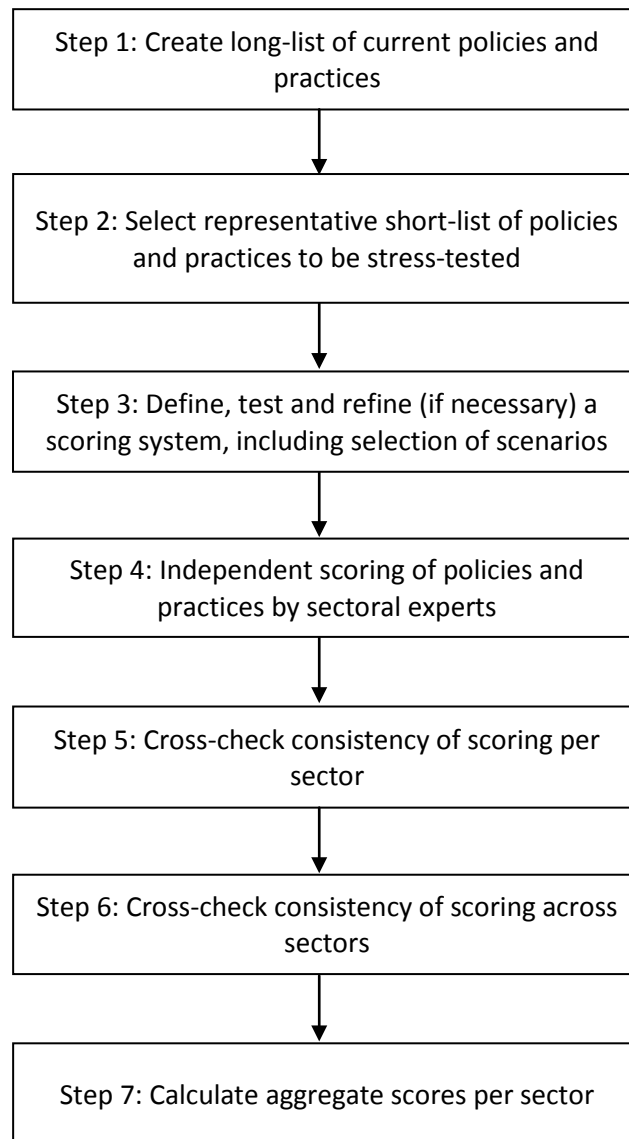 Step 1: Create long-list of current policies and
practices
Step 2: Select representative short-list of policies
and practices to be stress-tested
Step 3: Define, test and refine (if necessary) a
scoring system, including selection of scenarios
Step 4: Independent scoring of policies and
practices by sectoral experts
Step 5: Cross-check consistency of scoring per
sector
Step 6: Cross-check consistency of scoring across
sectors
Step 7: Calculate aggregate scores per sector